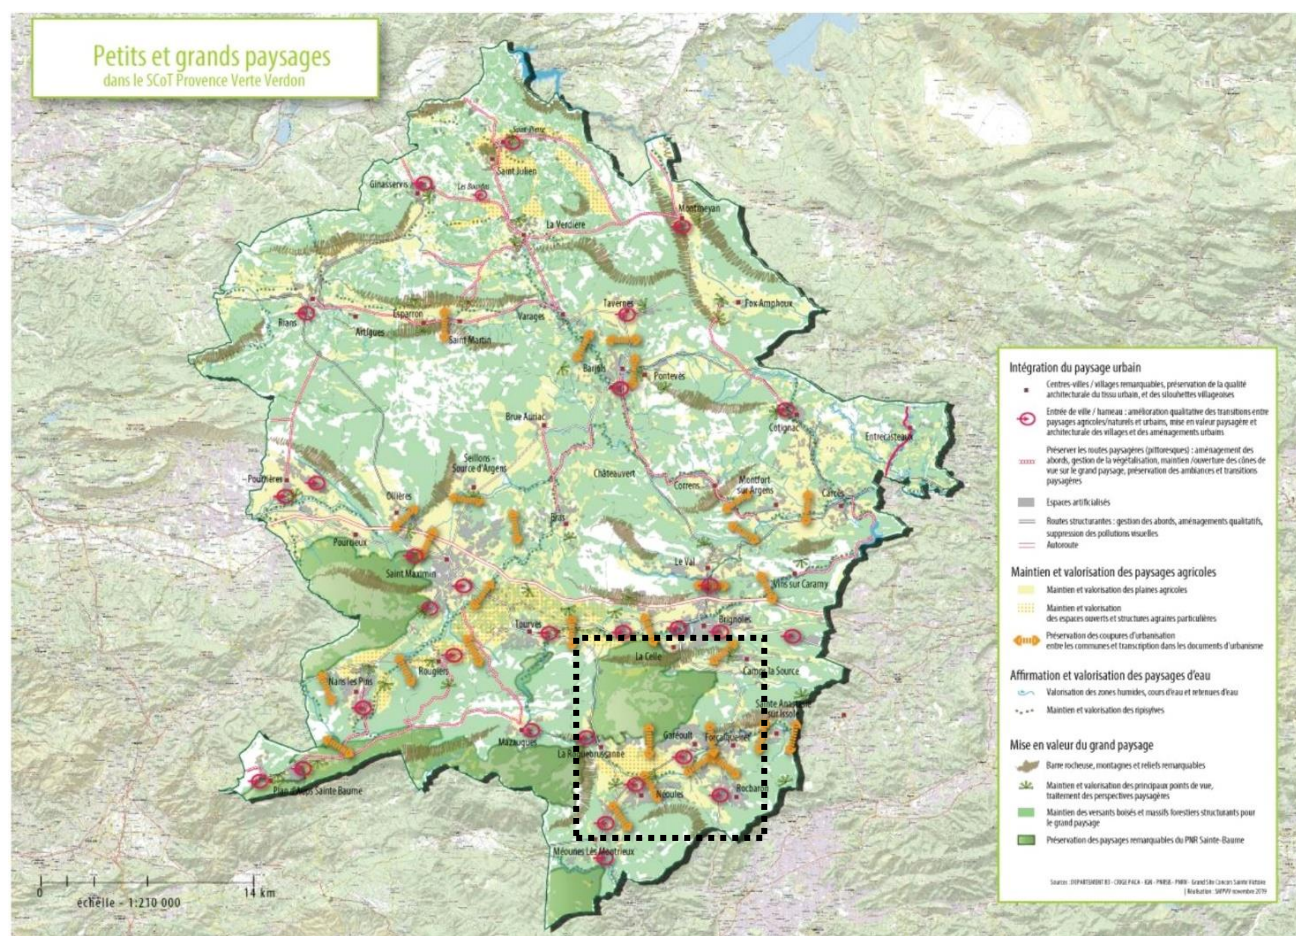 Petits et grands paysages
dans le SCoT Provence Verte Verdon
Saint Julien
Ginasservis
Montmeyan
La Verdière
Tavernes
Fox-Amphoux
Esparron
Rians
Artigues
Varages
Saint Martin
Barjols
Pontevès
Brue Auriac
Cotignac
Entrecasteaux
Seillons -
Source d'Argens
Châteauvert
Pourrières
Correns
Montfort
sur Argens
Carcès
Ollières
Bras
Pourcieux
Le Val
Saint Maximin
Vins sur Caramy
Tourves
Brignoles
La Celle
Rougiers
Camps la Source
Nans les Pins
Sainte Anastasie
sur Issole
Garéoult
Forcalqueiret
Mazaugues
La Roquebrussanne
Plan d'Aups Sainte Baume
Néoules
Rocbaron
Méounes Lès Montrieux
Intégration du paysage urbain
Centres-villes / villages remarquables, préservation de la qualité
architecturale du tissu urbain, et des silouhettes villageoises
Entrée de ville / hameau : amélioration qualitative des transitions entre
paysages agricoles/naturels et urbains, mise en valeur paysagère et
architecturale des villages et des aménagements urbains
Préserver les routes paysagères (pittoresques) : aménagement des
abords, gestion de la végétalisation, maintien /ouverture des cônes de
vue sur le grand paysage, préservation des ambiances et transitions
paysagères
Espaces artificialisés
Routes structurantes : gestion des abords, aménagements qualitatifs,
suppression des pollutions visuelles
Autoroute
Maintien et valorisation des paysages agricoles
Maintien et valorisation des plaines agricoles
Maintien et valorisation
des espaces ouverts et structures agraires particulières
Préservation des coupures d'urbanisation
entre les communes et transcription dans les documents d'urbanisme
Affirmation et valorisation des paysages d'eau
Valorisation des zones humides, cours d'eau et retenues d'eau
Maintien et valorisation des ripisylves
Mise en valeur du grand paysage
Barre rocheuse, montagnes et reliefs remarquables
Maintien et valorisation des principaux points de vue,
traitement des perspectives paysagères
Maintien des versants boisés et massifs forestiers structurants pour
le grand paysage
Préservation des paysages remarquables du PNR Sainte-Baume
0
14 km
échelle - 1:210 000